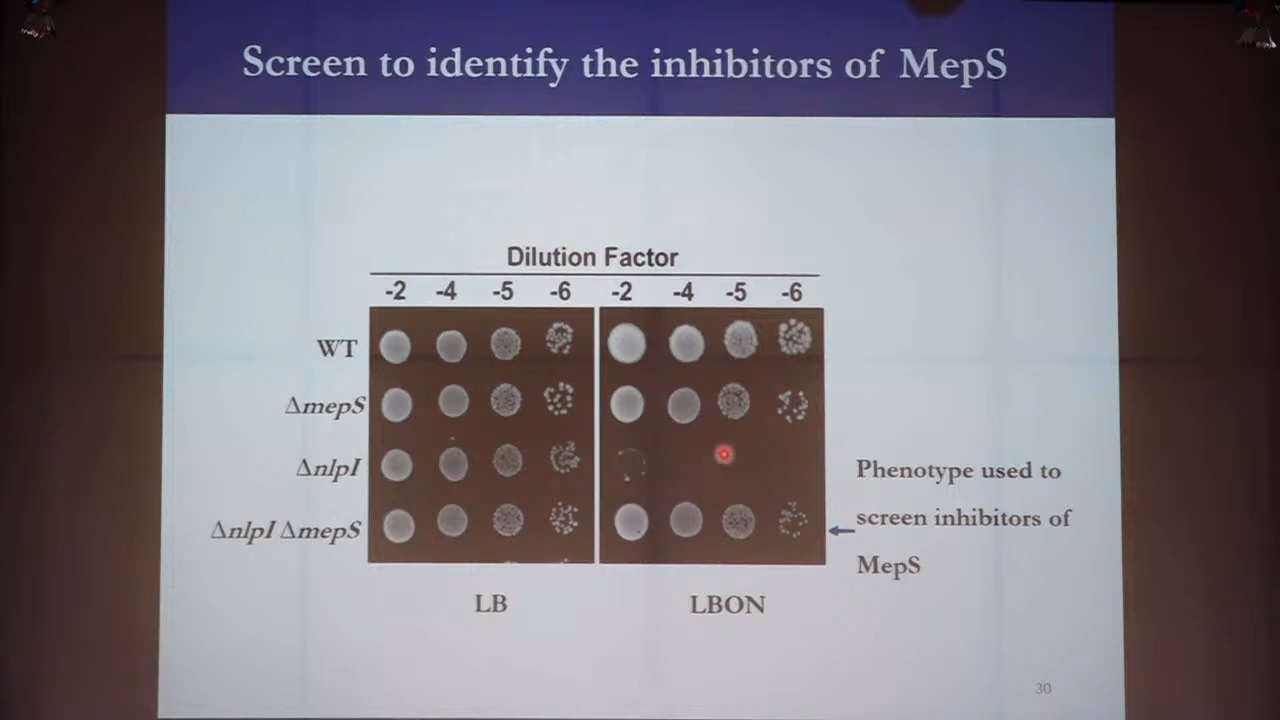 Screen to identify the inhibitors of MepS
Dilution Factor
-2 -4 -5 -6 -2 -4 -5 -6
WT
ΔmepS
ΔnlpI
ΔnlpI ΔmepS
Phenotype used to
screen inhibitors of
MepS
LB LBON
30